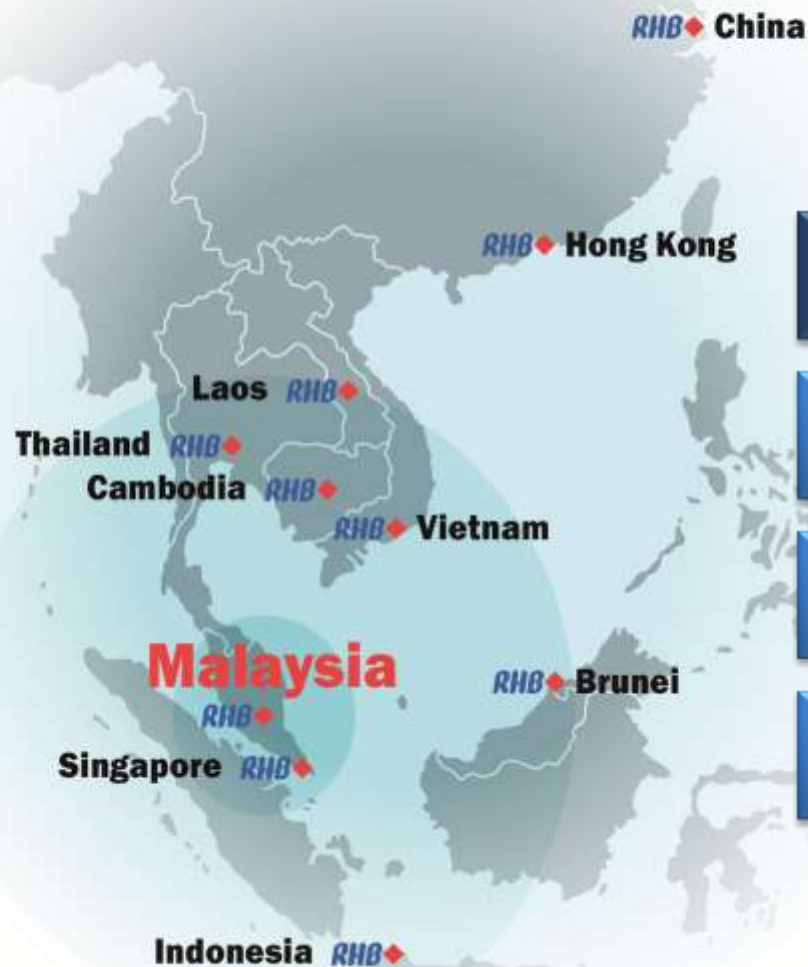 RHB China
RHB Hong Kong
Laos RHB
Thailand RHB
Cambodia RHB
RHB Vietnam
Malaysia
RHB
RHB Brunei
Singapore RHB
Indonesia RHB